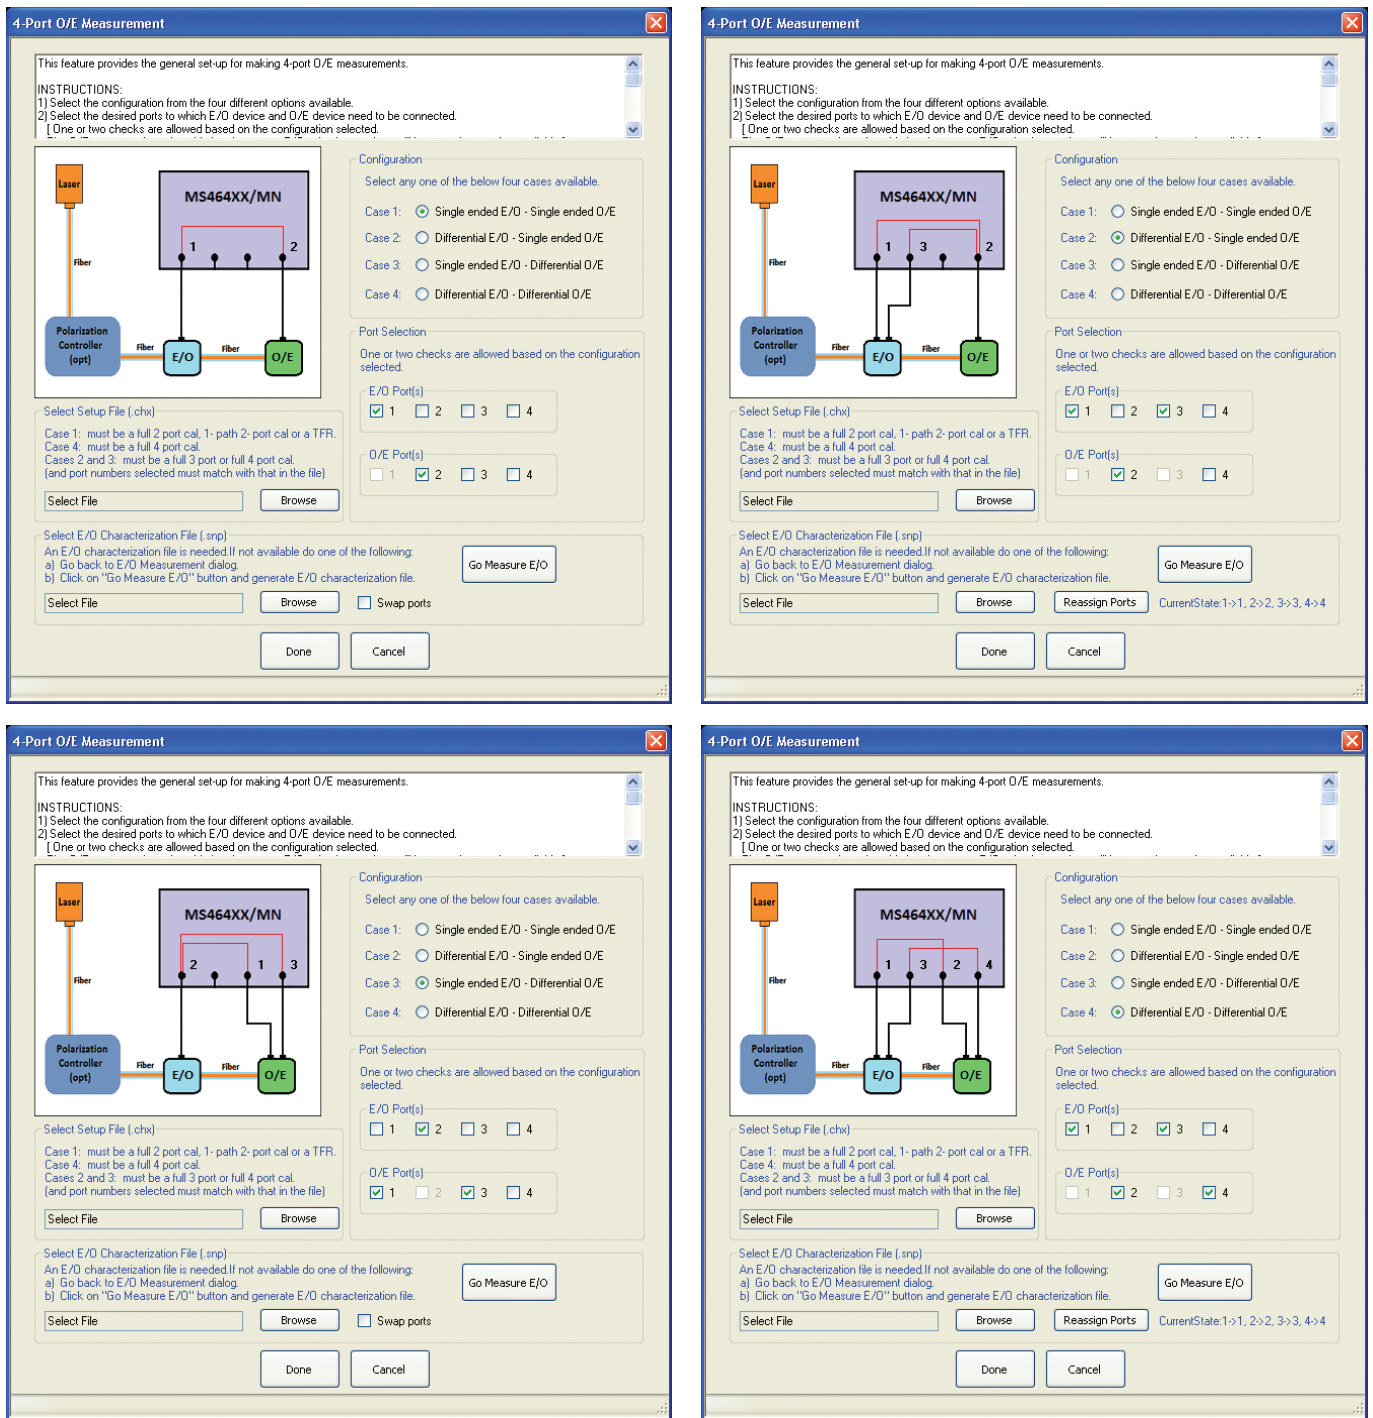 4-Port O/E Measurement
This feature provides the general set-up for making 4-port O/E measurements.
INSTRUCTIONS:
1) Select the configuration from the four different options available.
2) Select the desired ports to which E/O device and O/E device need to be connected.
[ One or two checks are allowed based on the configuration selected.
Laser
MS464XX/MN
1 2
Fiber
Polarization
Controller
(opt)
Fiber
E/O
Fiber
O/E
Configuration
Select any one of the below four cases available.
Case 1: Single ended E/O - Single ended O/E
Case 2: Differential E/O - Single ended O/E
Case 3: Single ended E/O - Differential O/E
Case 4: Differential E/O - Differential O/E
Port Selection
One or two checks are allowed based on the configuration
selected.
E/O Port(s)
1 2 3 4
O/E Port(s)
1 2 3 4
Select Setup File (.chx)
Case 1: must be a full 2 port cal, 1- path 2- port cal or a TFR.
Case 4: must be a full 4 port cal.
Cases 2 and 3: must be a full 3 port or full 4 port cal.
(and port numbers selected must match with that in the file)
Select File Browse
Select E/O Characterization File (.snp)
An E/O characterization file is needed.If not available do one of the following:
a) Go back to E/O Measurement dialog.
b) Click on "Go Measure E/O" button and generate E/O characterization file.
Go Measure E/O
Select File Browse Swap ports
Done Cancel
4-Port O/E Measurement
This feature provides the general set-up for making 4-port O/E measurements.
INSTRUCTIONS:
1) Select the configuration from the four different options available.
2) Select the desired ports to which E/O device and O/E device need to be connected.
[ One or two checks are allowed based on the configuration selected.
Laser
MS464XX/MN
1 3 2
Fiber
Polarization
Controller
(opt)
Fiber
E/O
Fiber
O/E
Configuration
Select any one of the below four cases available.
Case 1: Single ended E/O - Single ended O/E
Case 2: Differential E/O - Single ended O/E
Case 3: Single ended E/O - Differential O/E
Case 4: Differential E/O - Differential O/E
Port Selection
One or two checks are allowed based on the configuration
selected.
E/O Port(s)
1 2 3 4
O/E Port(s)
1 2 3 4
Select Setup File (.chx)
Case 1: must be a full 2 port cal, 1- path 2- port cal or a TFR.
Case 4: must be a full 4 port cal.
Cases 2 and 3: must be a full 3 port or full 4 port cal.
(and port numbers selected must match with that in the file)
Select File Browse
Select E/O Characterization File (.snp)
An E/O characterization file is needed.If not available do one of the following:
a) Go back to E/O Measurement dialog.
b) Click on "Go Measure E/O" button and generate E/O characterization file.
Go Measure E/O
Select File Browse Reassign Ports CurrentState:1->1, 2->2, 3->3, 4->4
Done Cancel
4-Port O/E Measurement
This feature provides the general set-up for making 4-port O/E measurements.
INSTRUCTIONS:
1) Select the configuration from the four different options available.
2) Select the desired ports to which E/O device and O/E device need to be connected.
[ One or two checks are allowed based on the configuration selected.
Laser
MS464XX/MN
2 1 3
Fiber
Polarization
Controller
(opt)
Fiber
E/O
Fiber
O/E
Configuration
Select any one of the below four cases available.
Case 1: Single ended E/O - Single ended O/E
Case 2: Differential E/O - Single ended O/E
Case 3: Single ended E/O - Differential O/E
Case 4: Differential E/O - Differential O/E
Port Selection
One or two checks are allowed based on the configuration
selected.
E/O Port(s)
1 2 3 4
O/E Port(s)
1 2 3 4
Select Setup File (.chx)
Case 1: must be a full 2 port cal, 1- path 2- port cal or a TFR.
Case 4: must be a full 4 port cal.
Cases 2 and 3: must be a full 3 port or full 4 port cal.
(and port numbers selected must match with that in the file)
Select File Browse
Select E/O Characterization File (.snp)
An E/O characterization file is needed.If not available do one of the following:
a) Go back to E/O Measurement dialog.
b) Click on "Go Measure E/O" button and generate E/O characterization file.
Go Measure E/O
Select File Browse Swap ports
Done Cancel
4-Port O/E Measurement
This feature provides the general set-up for making 4-port O/E measurements.
INSTRUCTIONS:
1) Select the configuration from the four different options available.
2) Select the desired ports to which E/O device and O/E device need to be connected.
[ One or two checks are allowed based on the configuration selected.
Laser
MS464XX/MN
1 3 2 4
Fiber
Polarization
Controller
(opt)
Fiber
E/O
Fiber
O/E
Configuration
Select any one of the below four cases available.
Case 1: Single ended E/O - Single ended O/E
Case 2: Differential E/O - Single ended O/E
Case 3: Single ended E/O - Differential O/E
Case 4: Differential E/O - Differential O/E
Port Selection
One or two checks are allowed based on the configuration
selected.
E/O Port(s)
1 2 3 4
O/E Port(s)
1 2 3 4
Select Setup File (.chx)
Case 1: must be a full 2 port cal, 1- path 2- port cal or a TFR.
Case 4: must be a full 4 port cal.
Cases 2 and 3: must be a full 3 port or full 4 port cal.
(and port numbers selected must match with that in the file)
Select File Browse
Select E/O Characterization File (.snp)
An E/O characterization file is needed.If not available do one of the following:
a) Go back to E/O Measurement dialog.
b) Click on "Go Measure E/O" button and generate E/O characterization file.
Go Measure E/O
Select File Browse Reassign Ports CurrentState:1->1, 2->2, 3->3, 4->4
Done Cancel